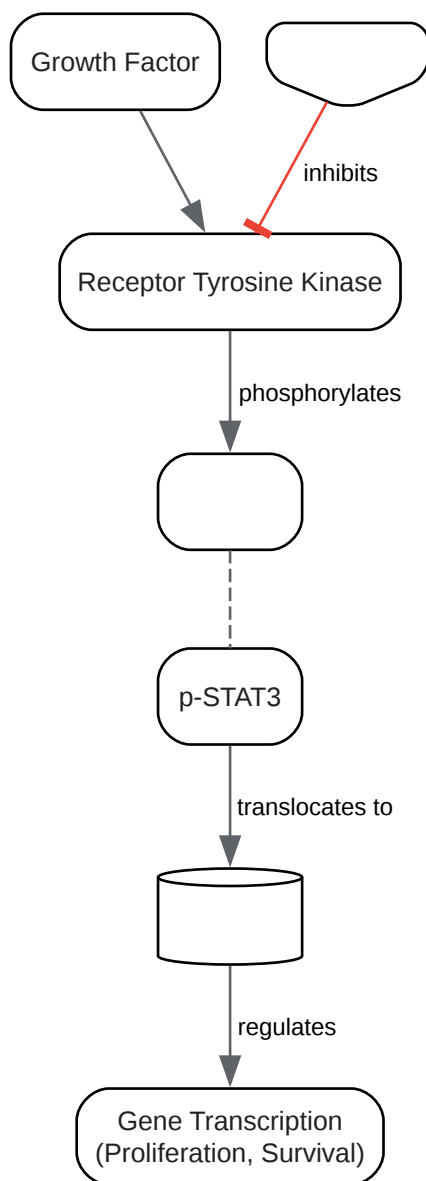 Growth Factor
inhibits
Receptor Tyrosine Kinase
phosphorylates
p-STAT3
translocates to
regulates
Gene Transcription
(Proliferation, Survival)